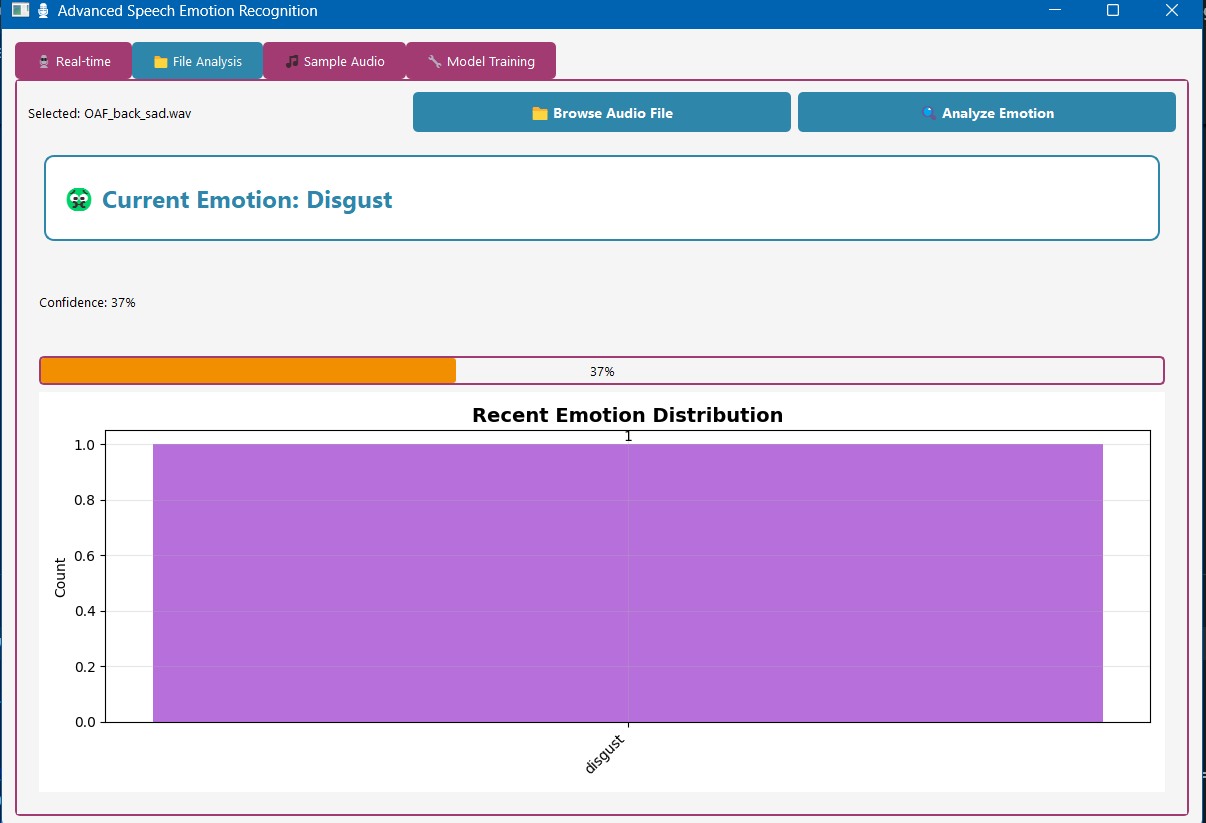 Advanced Speech Emotion Recognition
Real-time
File Analysis
Sample Audio
Model Training
Selected: OAF_back_sad.wav
Browse Audio File
Analyze Emotion
Current Emotion: Disgust
Confidence: 37%
37%
Recent Emotion Distribution
1
1.0
0.8
0.6
0.4
0.2
0.0
Count
disgust